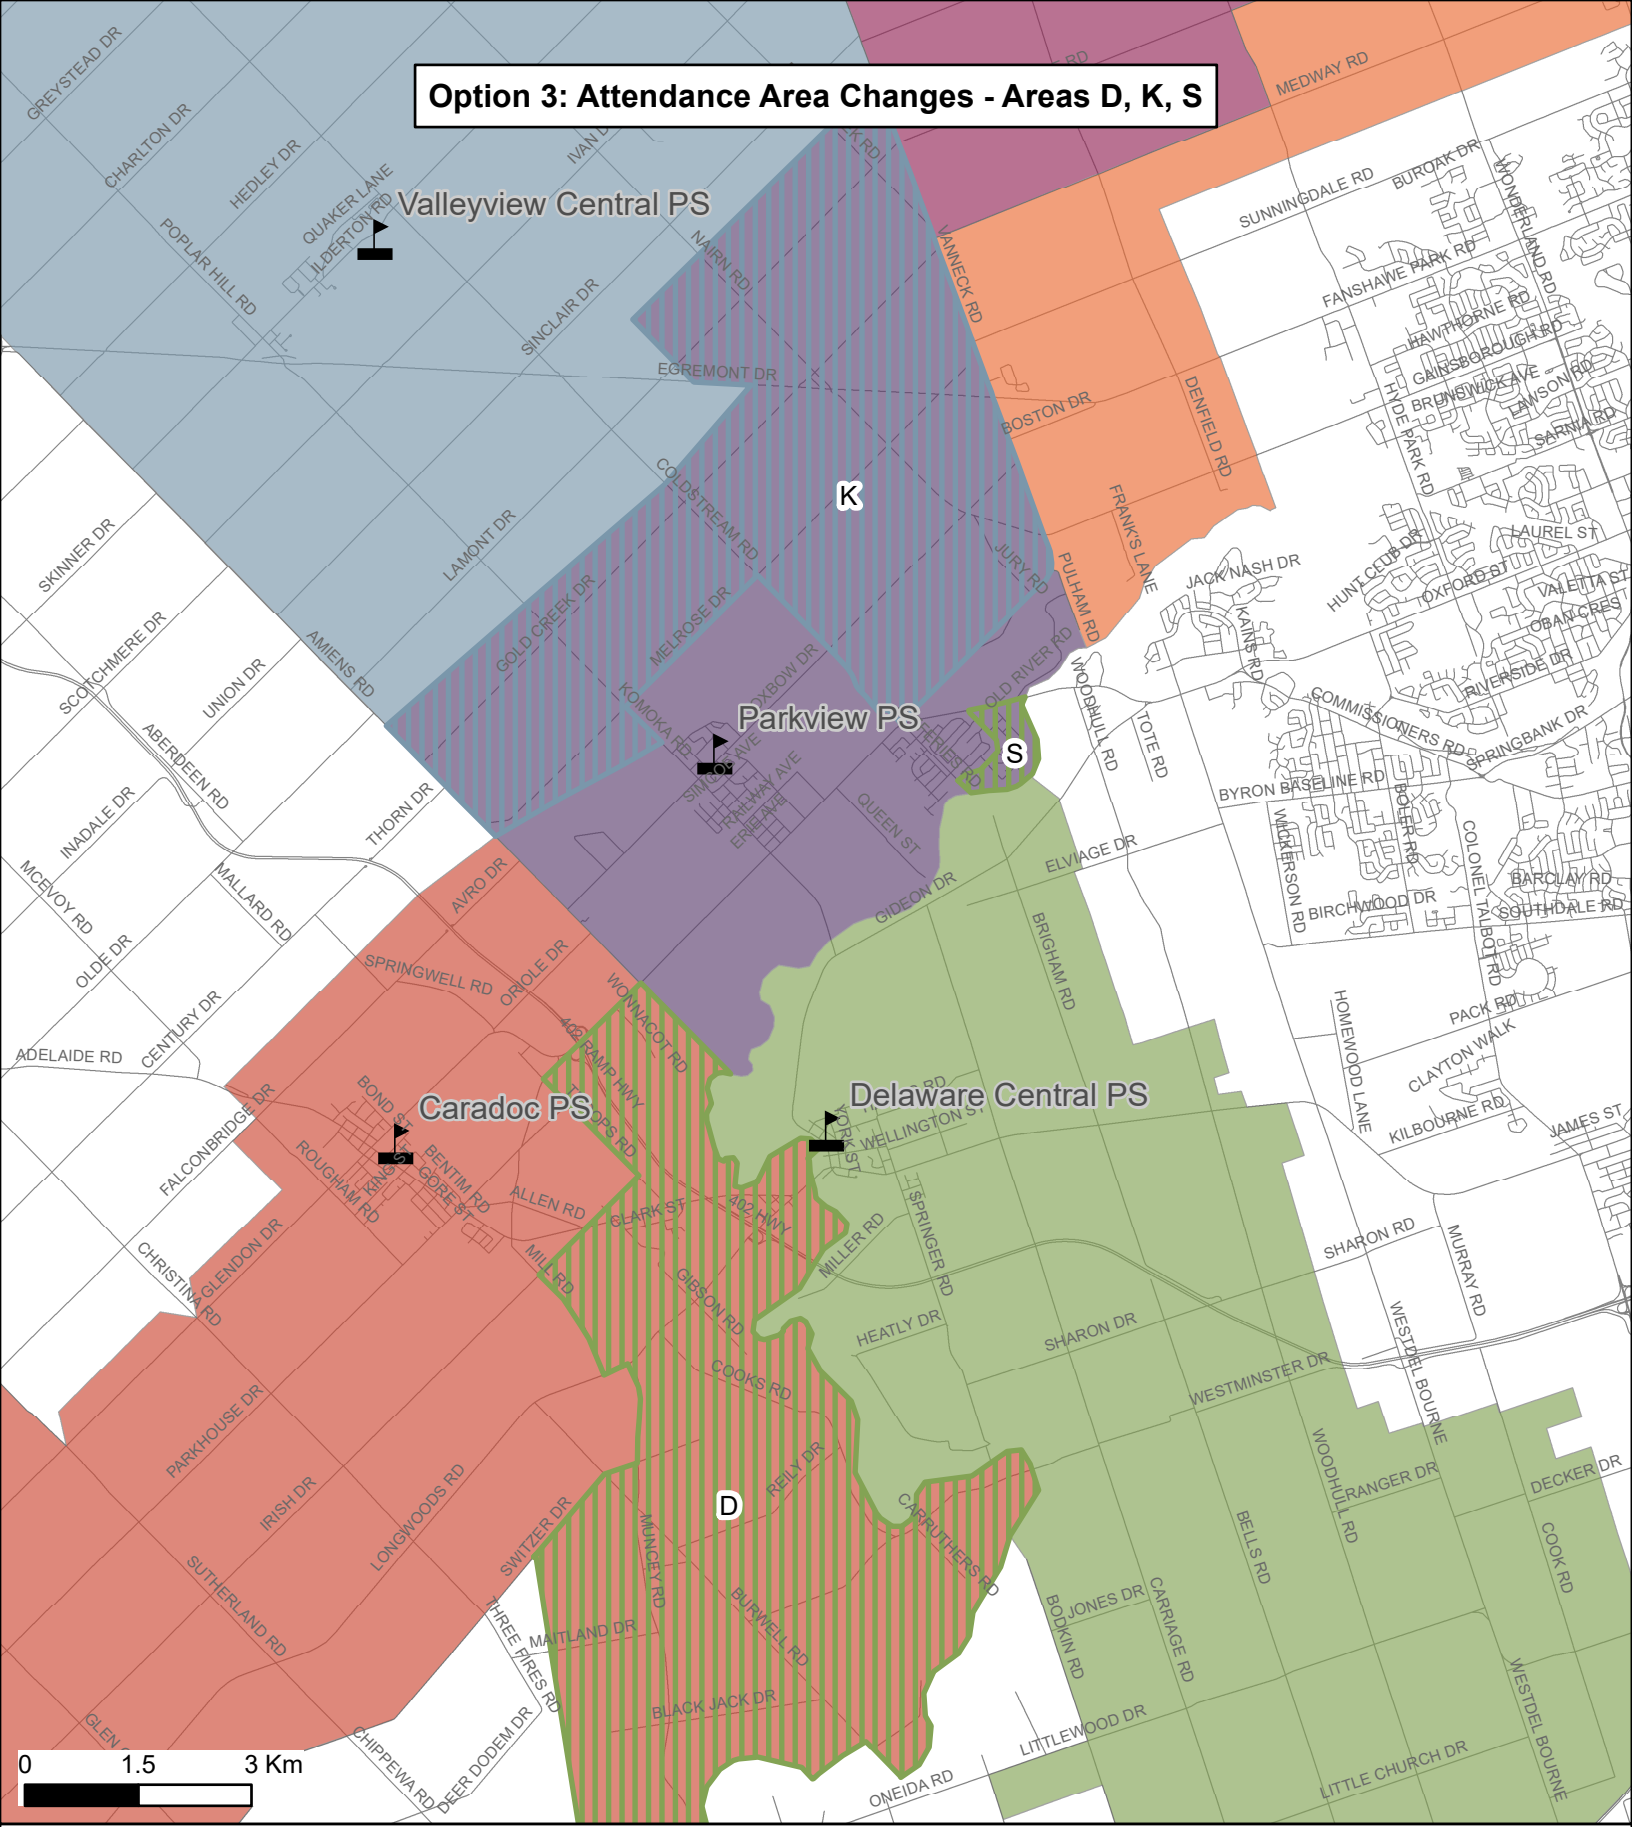 Option 3: Attendance Area Changes - Areas D, K, S
GREYSTEAD DR
CHARLTON DR
HEDLEY DR
QUAKER LANE
ILDERTON RD
POPLAR HILL RD
Valleyview Central PS
NAIRN RD
SINCLAIR DR
EGREMONT DR
VANNECK RD
MEDWAY RD
SUNNINGDALE RD
BUROAK DR
WONDERLAND RD
FANSHAWE PARK RD
HAWTHORNE RD
GAINSBOROUGH RD
BRUNSWICK AVE
LAWSON RD
SARNIA RD
HYDE PARK RD
DENFIELD RD
BOSTON DR
FRANK'S LANE
K
COLDSTREAM RD
LAMONT DR
JURY RD
PULHAM RD
JACK NASH DR
HUNT CLUB DR
LAUREL ST
OXFORD ST
VALETTA ST
OBAN CRES
KAINS RD
RIVERSIDE DR
SKINNER DR
SCOTCHMERE DR
UNION DR
AMIENS RD
GOLD CREEK DR
MELROSE DR
KOMOKA RD
OXBOW DR
OLD RIVER RD
WOODHULL RD
TOTE RD
COMMISSIONERS RD
SPRINGBANK DR
Parkview PS
S
RAILWAY AVE
ERIE AVE
QUEEN ST
BYRON BASELINE RD
BOLER RD
WICKERSON RD
COLONEL TALBOT RD
BARCLAY RD
BIRCHWOOD DR
SOUTHDALE RD
ABERDEEN RD
INADALE DR
THORN DR
MCEVOY RD
MALLARD RD
OLDE DR
AVRO DR
ELVIAGE DR
GIDEON DR
BRIGHAM RD
SPRINGWELL RD
ORIOLE DR
WONNACOT RD
402 RAMP HWY
CENTURY DR
ADELAIDE RD
HOMEWOOD LANE
PACK RD
CLAYTON WALK
KILBOURNE RD
JAMES ST
BOND ST
Caradoc PS
Delaware Central PS
YORK ST
WELLINGTON ST
FALCONBRIDGE DR
ROUGHAM RD
KING ST
BENTIM RD
GORE ST
ALLEN RD
CLARK ST
402 HWY
MILLER RD
SPRINGER RD
SHARON RD
MURRAY RD
CHRISTINA RD
GLENDON DR
MILL RD
GIBSON RD
HEATLY DR
SHARON DR
WESTDEL BOURNE
WESTMINSTER DR
COOKS RD
PARKHOUSE DR
IRISH DR
LONGWOODS RD
SWITZER DR
D
REILY DR
CARRUTHERS RD
MUNCEY RD
WOODHULL RD
RANGER DR
DECKER DR
BELLS RD
COOK RD
SUTHERLAND RD
THREE FIRES RD
MAITLAND DR
BURWELL RD
BODKIN RD
JONES DR
CARRIAGE RD
BLACK JACK DR
WESTDEL BOURNE
CHIPPEWA RD
DEER DODEM DR
LITTLEWOOD DR
ONEIDA RD
LITTLE CHURCH DR
0 1.5 3 Km